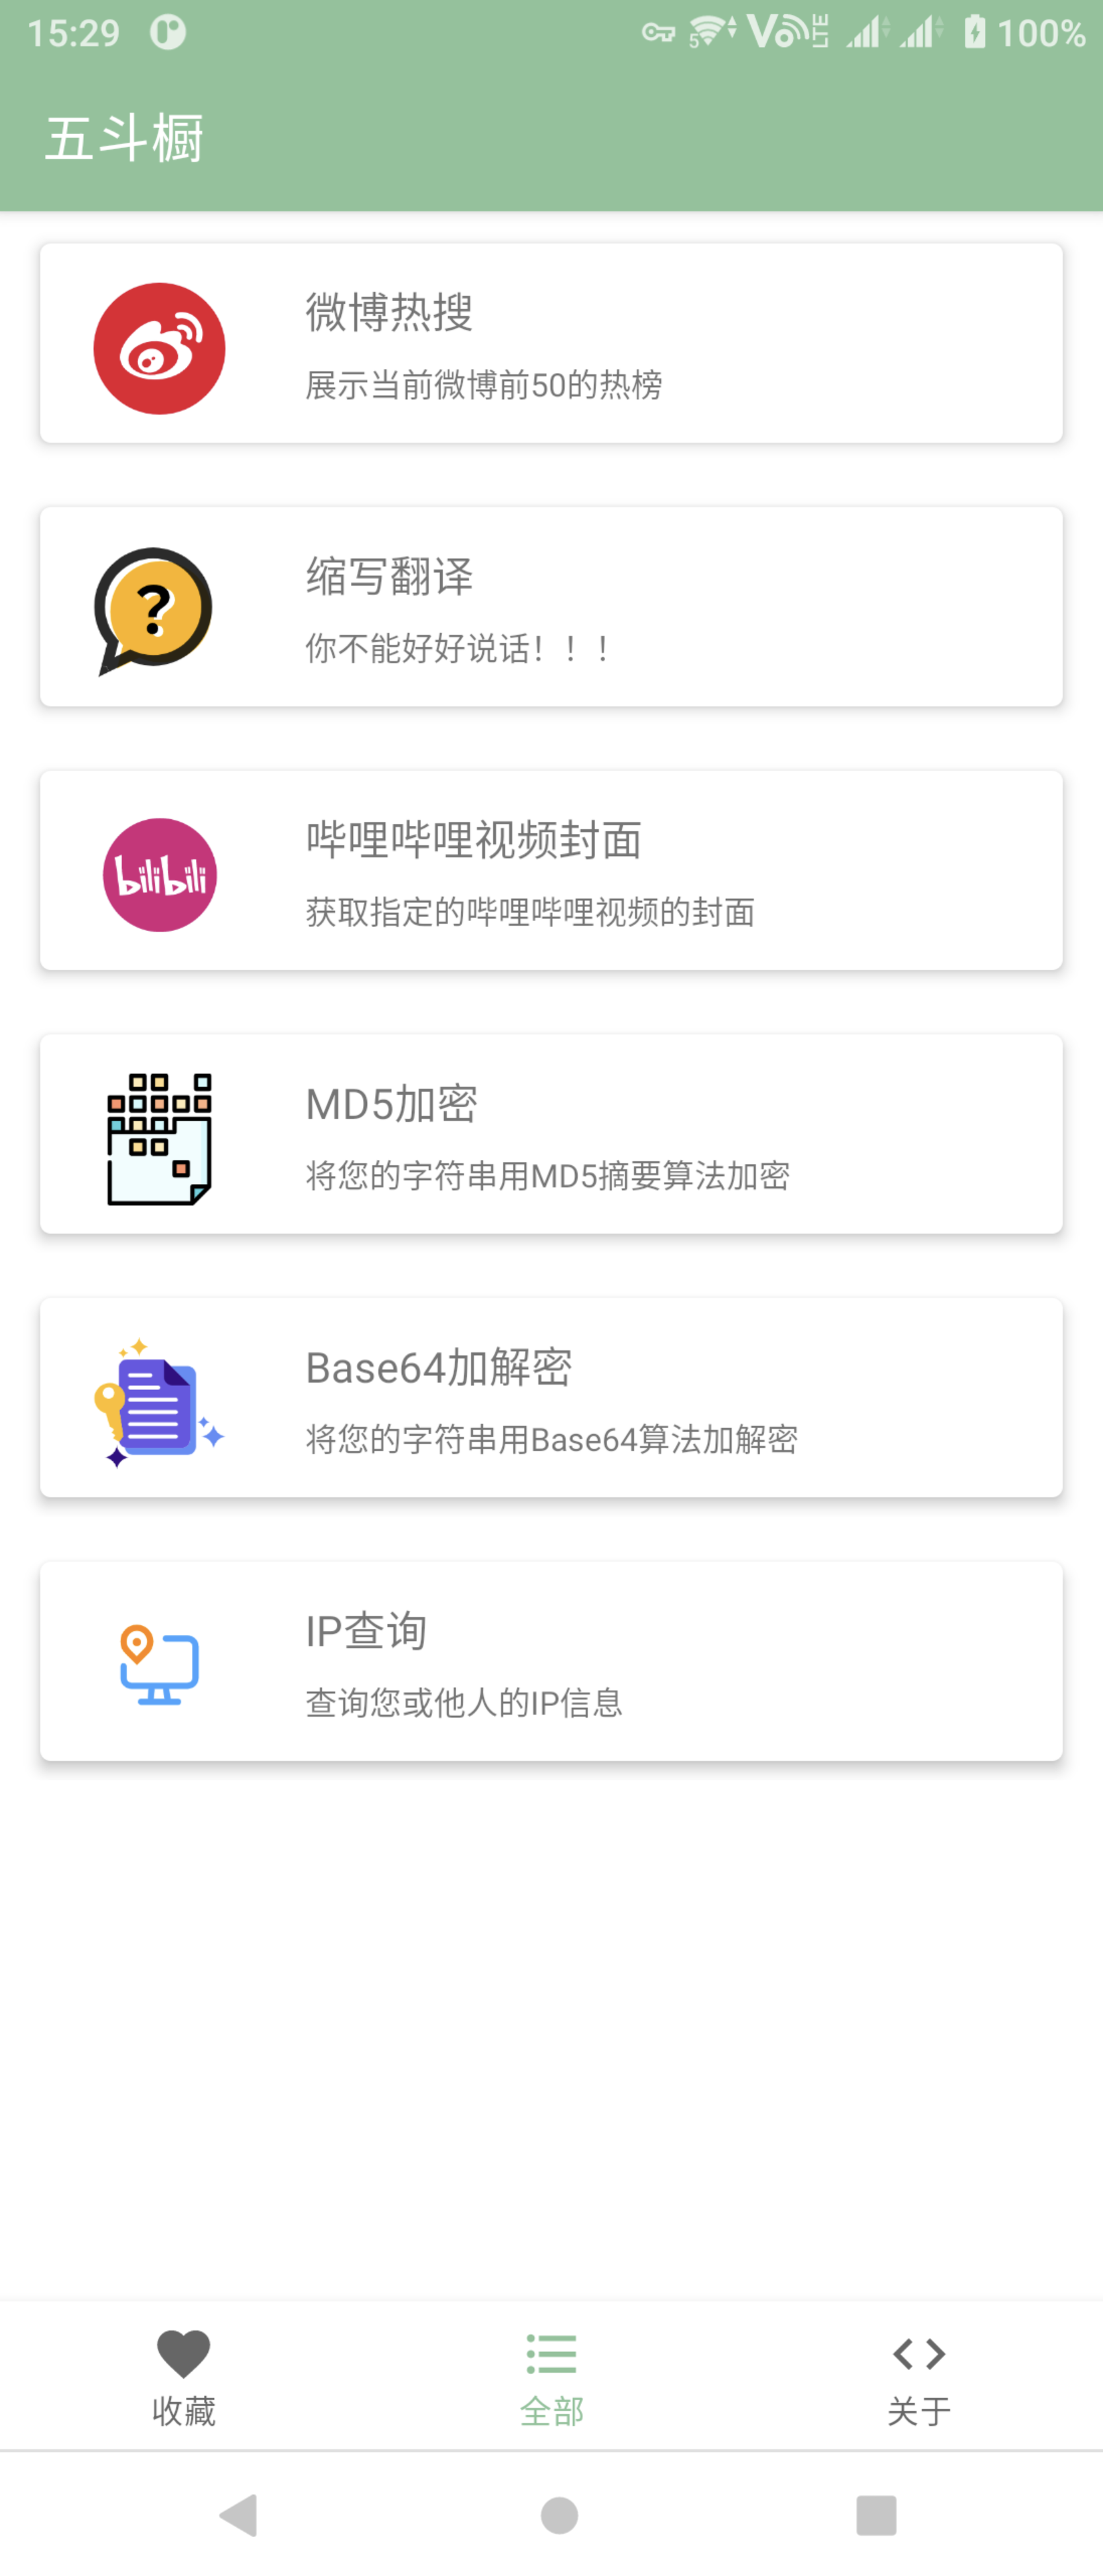 15:29
5 Vo LTE 100%
五斗橱
微博热搜
展示当前微博前50的热榜
?
缩写翻译
你不能好好说话！！！
bilibili
哔哩哔哩视频封面
获取指定的哔哩哔哩视频的封面
MD5加密
将您的字符串用MD5摘要算法加密
Base64加解密
将您的字符串用Base64算法加解密
IP查询
查询您或他人的IP信息
收藏
全部
关于